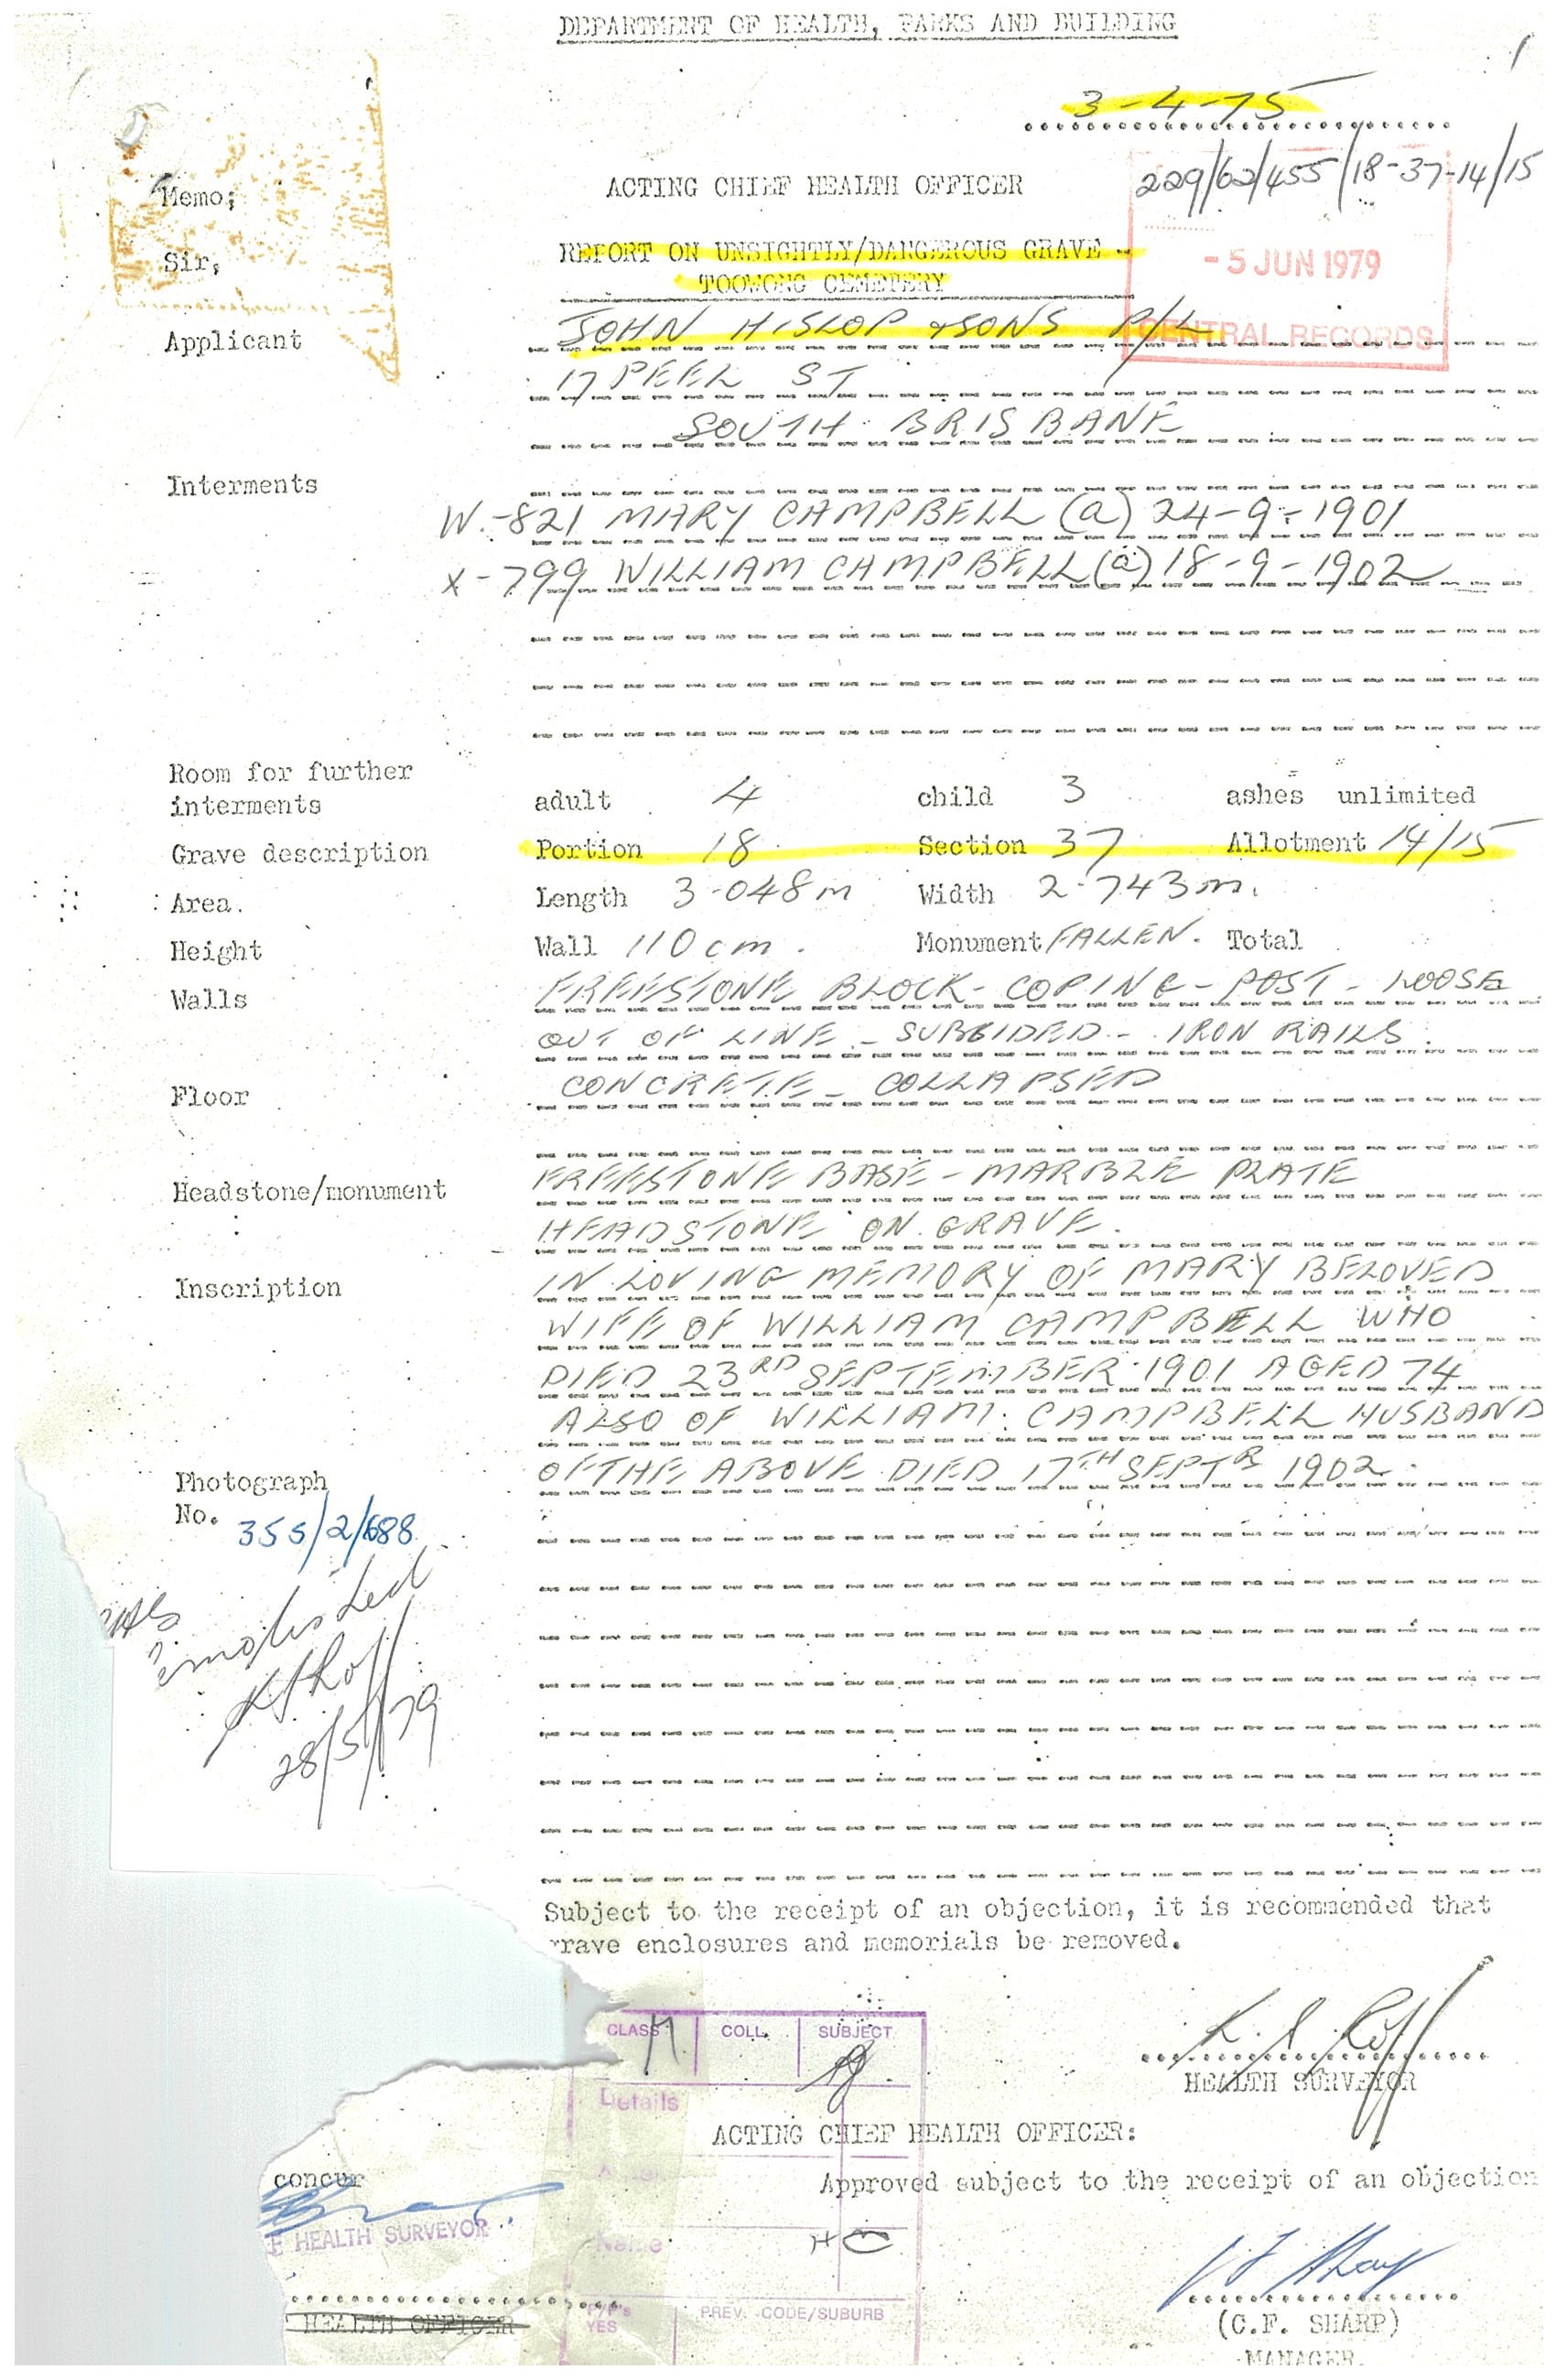 DEPARTMENT OF HEALTH, PARKS AND BUILDING
3-4-75
229/62/455/18-37-14/15
Memo; ACTING CHIEF HEALTH OFFICER
Sir, REPORT ON UNSIGHTLY/DANGEROUS GRAVE -
TOOWONG CEMETERY
- 5 JUN 1979
CENTRAL RECORDS
Applicant JOHN HISLOP & SONS P/L
17 PEEL ST
SOUTH BRISBANE
Interments
W-821 MARY CAMPBELL (a) 24-9-1901
X-799 WILLIAM CAMPBELL (a) 18-9-1902
Room for further
interments adult 4 child 3 ashes unlimited
Grave description Portion 18 Section 37 Allotment 14/15
Area. Length 3.048m Width 2.743m.
Height Wall 110cm. Monument FALLEN. Total
Walls FREESTONE BLOCK - COPING - POST - LOOSE
OUT OF LINE - SUBSIDED - IRON RAILS.
Floor CONCRETE - COLLAPSED
Headstone/monument FREESTONE BASE - MARBLE PLATE
HEADSTONE ON GRAVE.
Inscription IN LOVING MEMORY OF MARY BELOVED
WIFE OF WILLIAM CAMPBELL WHO
DIED 23RD SEPTEMBER 1901 AGED 74
ALSO OF WILLIAM CAMPBELL HUSBAND
OF THE ABOVE DIED 17TH SEPTR 1902.
Photograph
No. 355/2/688
28/5/79
Subject to the receipt of an objection, it is recommended that
rave enclosures and memorials be removed.
K. J. Roff
HEALTH SURVEYOR
CLASS COLL. SUBJECT
M
Details
ACTING CHIEF HEALTH OFFICER:
concur
Approved subject to the receipt of an objection
HEALTH SURVEYOR
Name
HEALTH OFFICER
YES
PREV. CODE/SUBURB
(C.F. SHARP)
MANAGER.